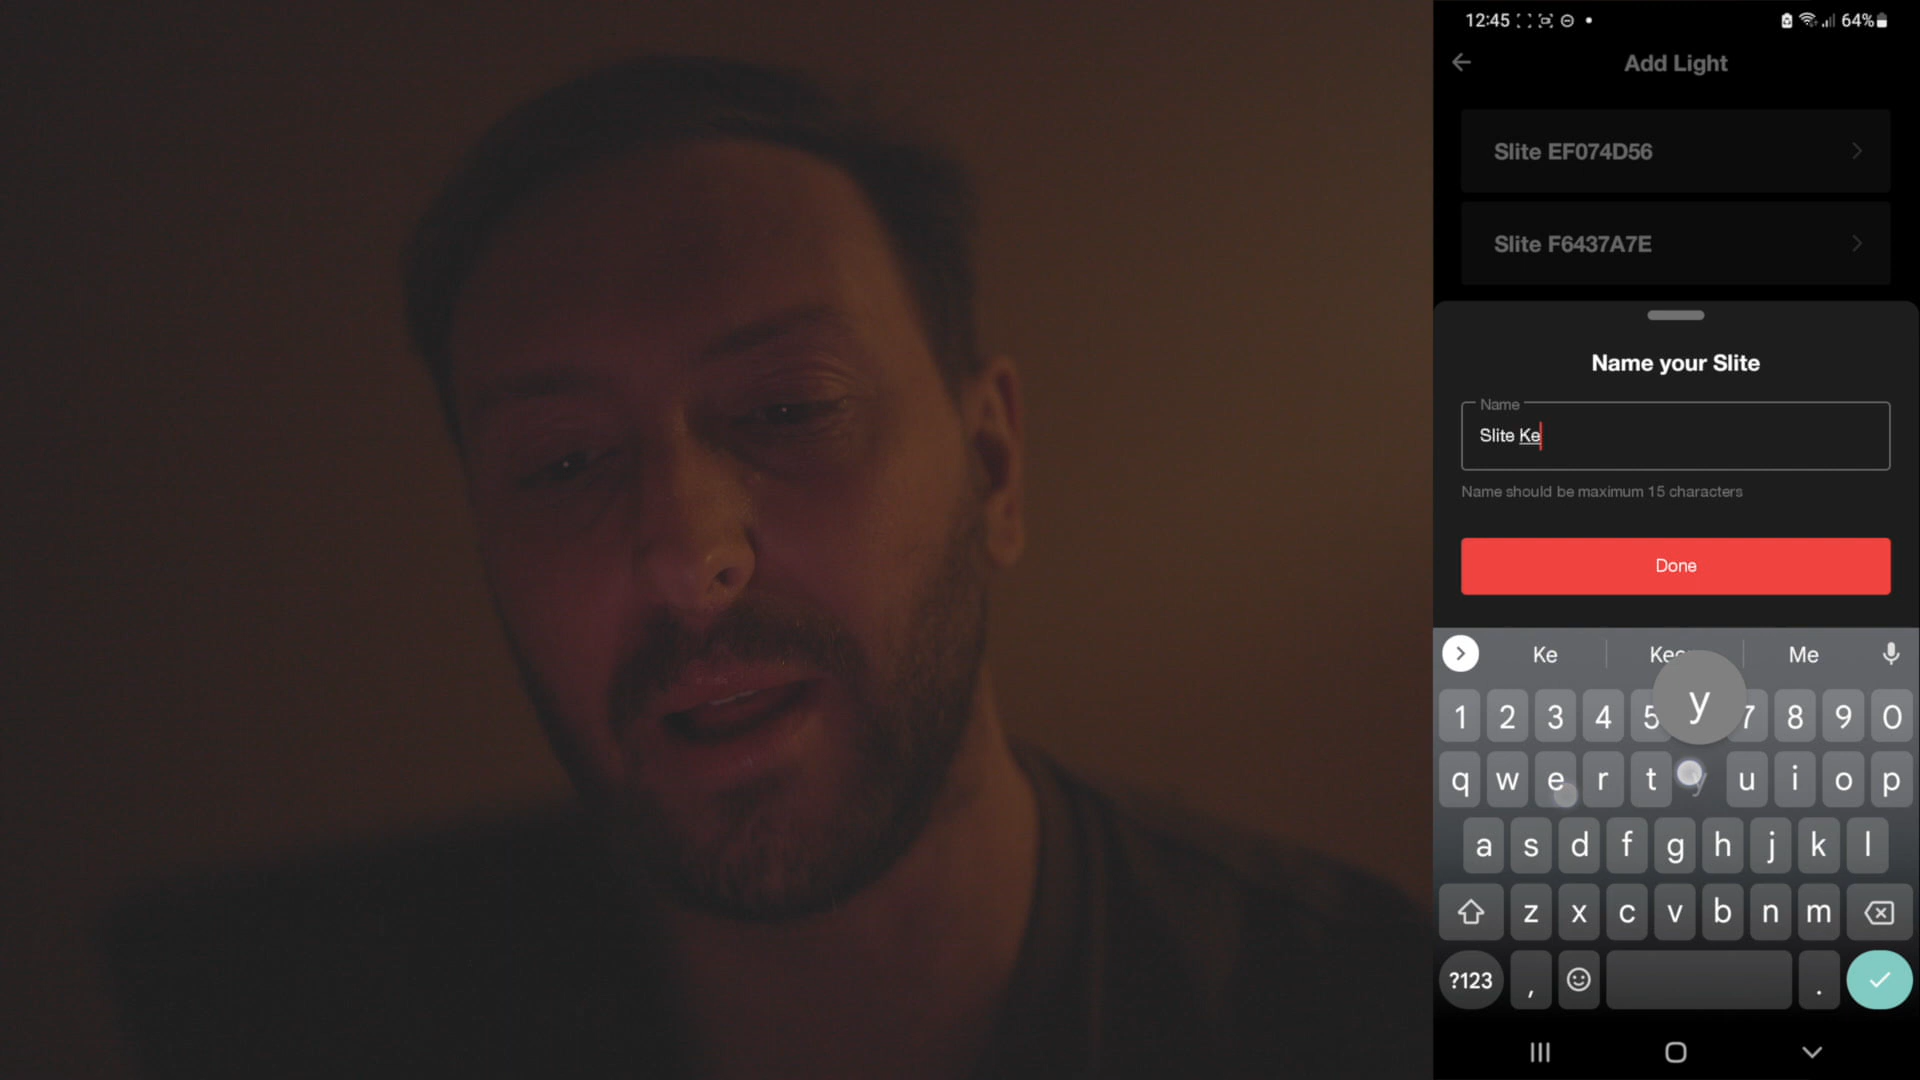 12:45 64%
Add Light
Slite EF074D56
Slite F6437A7E
Name your Slite
Name
Slite Ke
Name should be maximum 15 characters
Done
Ke Me
y
1 2 3 4 5 7 8 9 0
q w e r t y u i o p
a s d f g h j k l
z x c v b n m
?123 , .